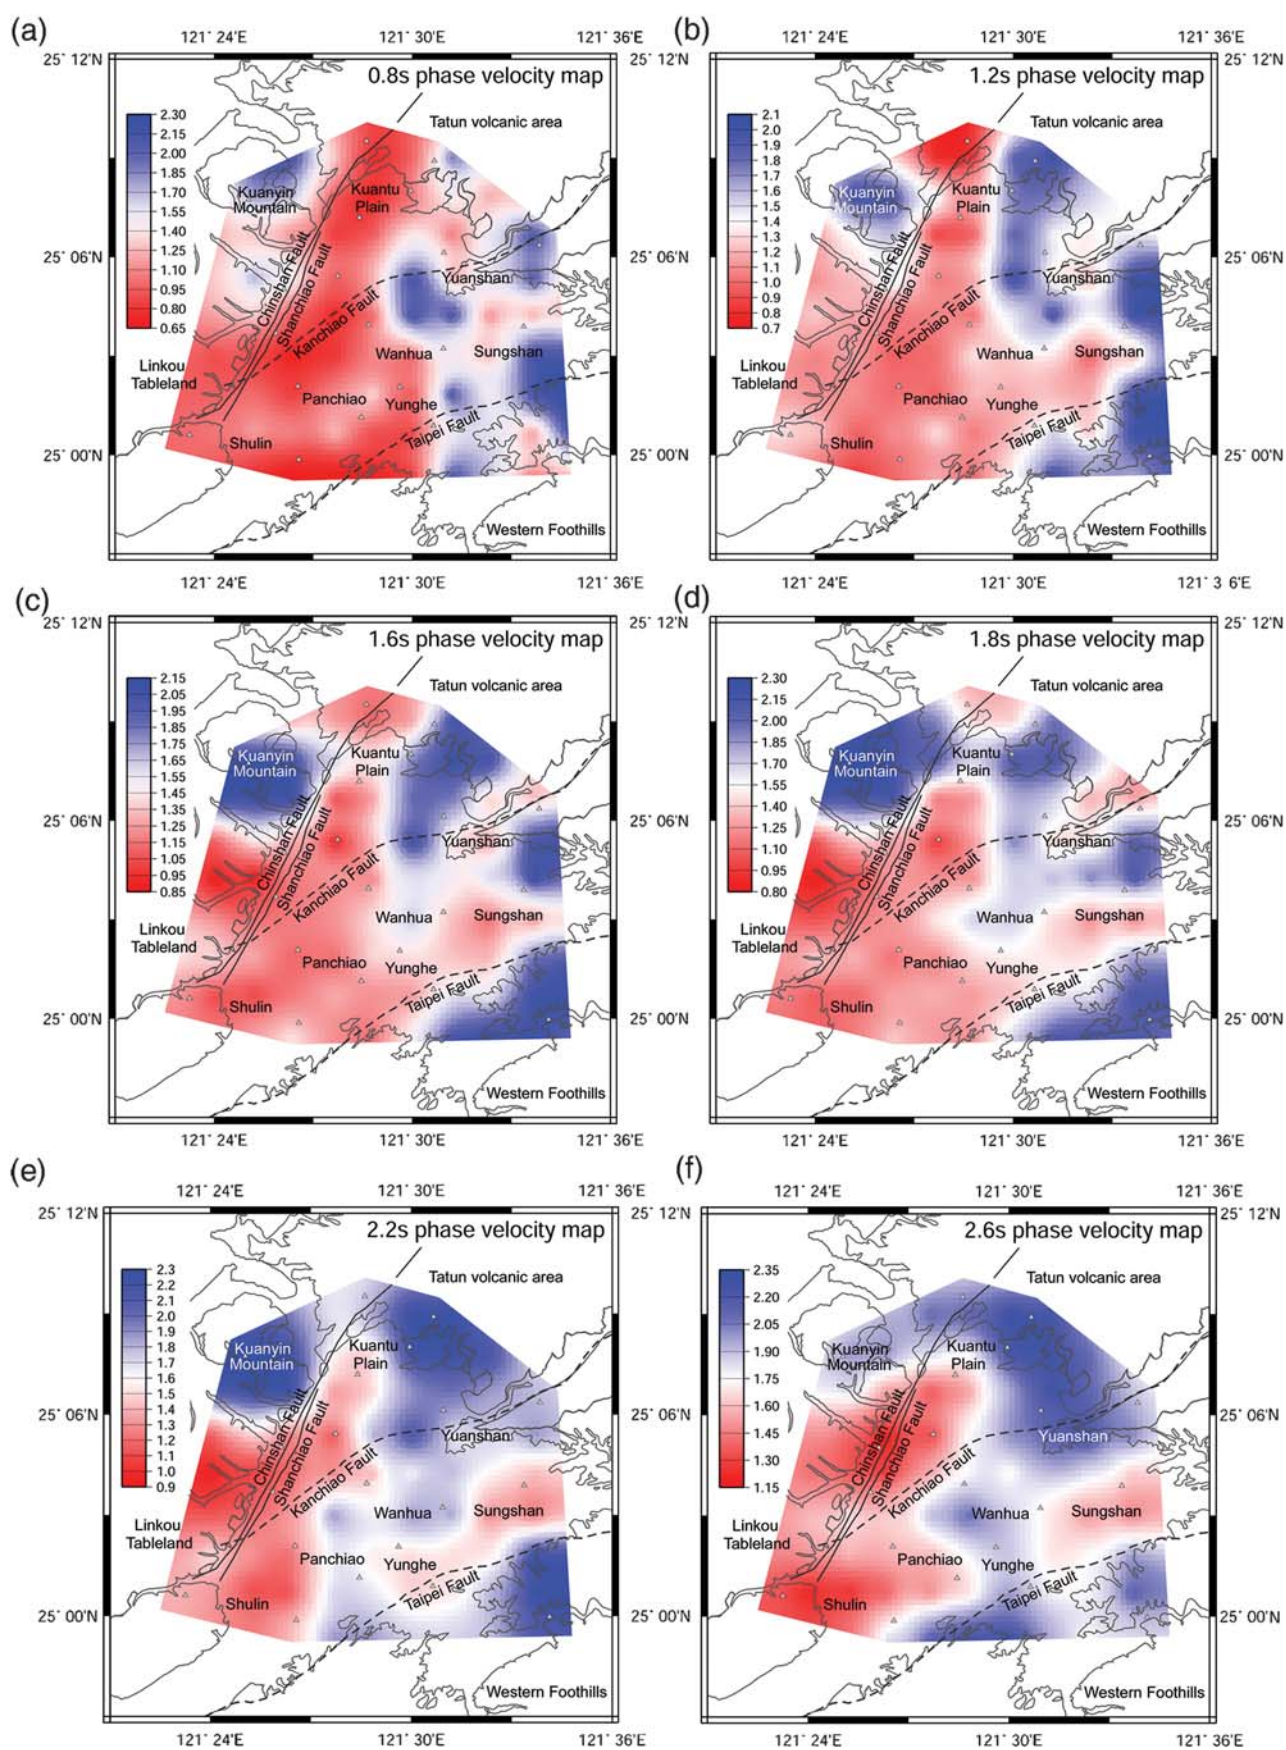 (a)
121° 24'E 121° 30'E 121° 36'E
25° 12'N
0.8s phase velocity map
Tatun volcanic area
2.30
2.15
2.00
1.85
1.70
1.55
1.40
1.25
1.10
0.95
0.80
0.65
Kuanyin
Mountain
Kuantu
Plain
25° 06'N
Chinshan Fault
Shanchiao Fault
Kanchiao Fault
Yuanshan
Wanhua
Sungshan
Linkou
Tableland
Panchiao
Yunghe
Taipei Fault
Shulin
25° 00'N
Western Foothills
121° 24'E 121° 30'E 121° 36'E
(b)
121° 24'E 121° 30'E 121° 36'E
25° 12'N
1.2s phase velocity map
Tatun volcanic area
2.1
2.0
1.9
1.8
1.7
1.6
1.5
1.4
1.3
1.2
1.1
1.0
0.9
0.8
0.7
Kuanyin
Mountain
Kuantu
Plain
25° 06'N
Chinshan Fault
Shanchiao Fault
Kanchiao Fault
Yuanshan
Wanhua
Sungshan
Linkou
Tableland
Panchiao
Yunghe
Taipei Fault
Shulin
25° 00'N
Western Foothills
121° 24'E 121° 30'E 121° 3 6'E
(c)
25° 12'N
1.6s phase velocity map
Tatun volcanic area
2.15
2.05
1.95
1.85
1.75
1.65
1.55
1.45
1.35
1.25
1.15
1.05
0.95
0.85
Kuanyin
Mountain
Kuantu
Plain
25° 06'N
Chinshan Fault
Shanchiao Fault
Kanchiao Fault
Yuanshan
Wanhua
Sungshan
Linkou
Tableland
Panchiao
Yunghe
Taipei Fault
Shulin
25° 00'N
Western Foothills
121° 24'E 121° 30'E 121° 36'E
(d)
25° 12'N
1.8s phase velocity map
Tatun volcanic area
2.30
2.15
2.00
1.85
1.70
1.55
1.40
1.25
1.10
0.95
0.80
Kuanyin
Mountain
Kuantu
Plain
25° 06'N
Chinshan Fault
Shanchiao Fault
Kanchiao Fault
Yuanshan
Wanhua
Sungshan
Linkou
Tableland
Panchiao
Yunghe
Taipei Fault
Shulin
25° 00'N
Western Foothills
121° 24'E 121° 30'E 121° 36'E
(e)
121° 24'E 121° 30'E 121° 36'E
25° 12'N
2.2s phase velocity map
Tatun volcanic area
2.3
2.2
2.1
2.0
1.9
1.8
1.7
1.6
1.5
1.4
1.3
1.2
1.1
1.0
0.9
Kuanyin
Mountain
Kuantu
Plain
25° 06'N
Chinshan Fault
Shanchiao Fault
Kanchiao Fault
Yuanshan
Wanhua
Sungshan
Linkou
Tableland
Panchiao
Yunghe
Taipei Fault
Shulin
25° 00'N
Western Foothills
121° 24'E 121° 30'E 121° 36'E
(f)
121° 24'E 121° 30'E 121° 36'E
25° 12'N
2.6s phase velocity map
Tatun volcanic area
2.35
2.20
2.05
1.90
1.75
1.60
1.45
1.30
1.15
Kuanyin
Mountain
Kuantu
Plain
25° 06'N
Chinshan Fault
Shanchiao Fault
Kanchiao Fault
Yuanshan
Wanhua
Sungshan
Linkou
Tableland
Panchiao
Yunghe
Taipei Fault
Shulin
25° 00'N
Western Foothills
121° 24'E 121° 30'E 121° 36'E